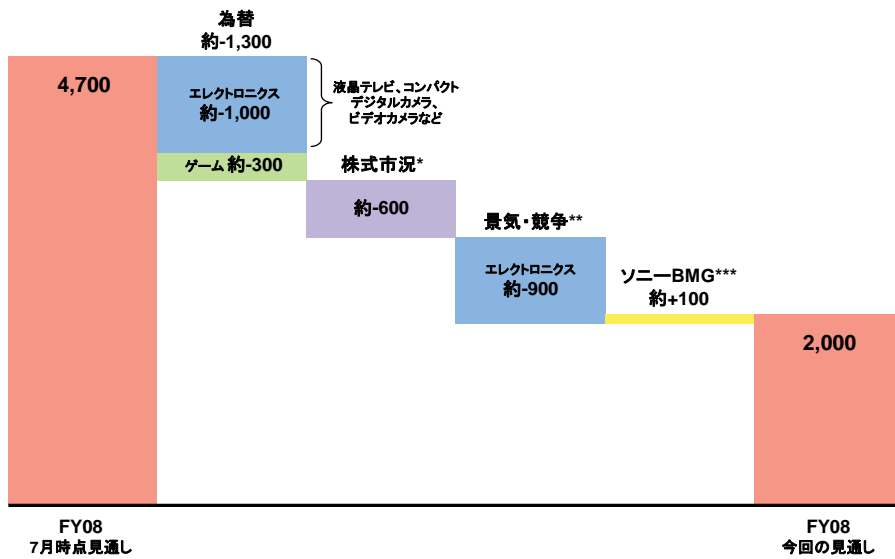 為替
約-1,300
4,700
エレクトロニクス
約-1,000
液晶テレビ、コンパクト
デジタルカメラ、
ビデオカメラなど
ゲーム 約-300
株式市況*
約-600
景気・競争**
エレクトロニクス
約-900
ソニーBMG***
約+100
2,000
FY08
7月時点見通し
FY08
今回の見通し